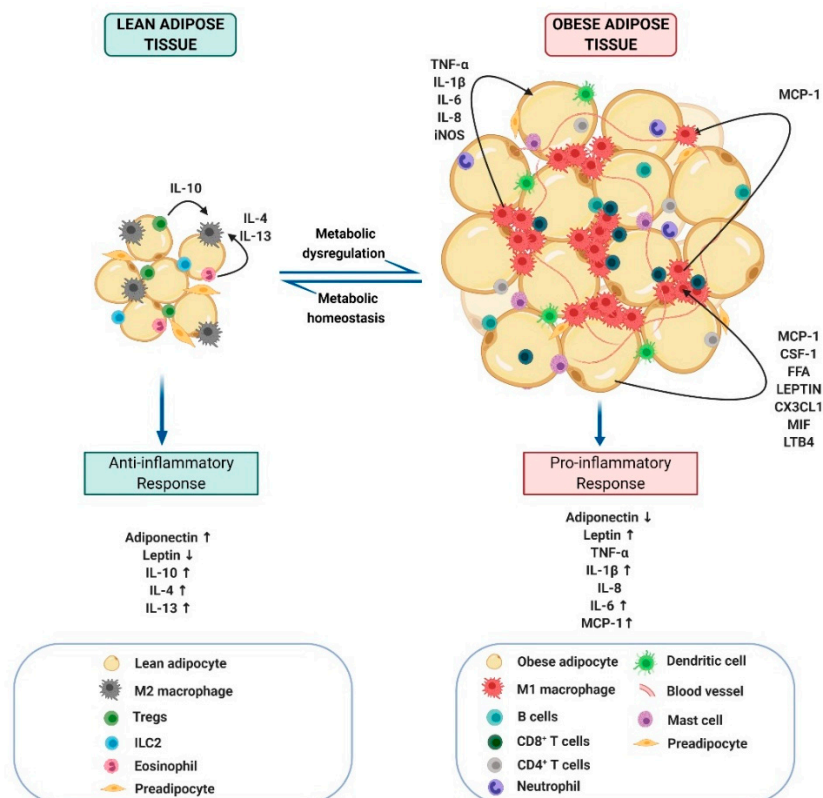 LEAN ADIPOSE
TISSUE
OBESE ADIPOSE
TISSUE
TNF-α
IL-1β
IL-6
IL-8
iNOS
MCP-1
IL-10
IL-4
IL-13
Metabolic
dysregulation
Metabolic
homeostasis
MCP-1
CSF-1
FFA
LEPTIN
CX3CL1
MIF
LTB4
Anti-inflammatory
Response
Pro-inflammatory
Response
Adiponectin ↑
Leptin ↓
IL-10 ↑
IL-4 ↑
IL-13 ↑
Adiponectin ↓
Leptin ↑
TNF-α
IL-1β ↑
IL-8
IL-6 ↑
MCP-1↑
Lean adipocyte
M2 macrophage
Tregs
ILC2
Eosinophil
Preadipocyte
Obese adipocyte
M1 macrophage
B cells
CD8⁺ T cells
CD4⁺ T cells
Neutrophil
Dendritic cell
Blood vessel
Mast cell
Preadipocyte